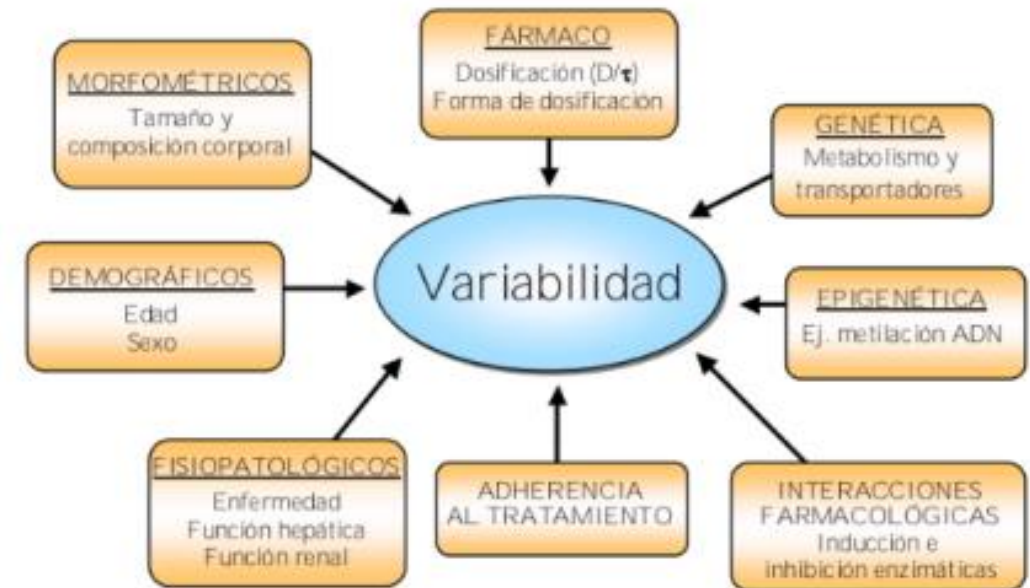 FÁRMACO
Dosificación (D/τ)
Forma de dosificación
MORFOMÉTRICOS
Tamaño y
composición corporal
GENÉTICA
Metabolismo y
transportadores
Variabilidad
DEMOGRÁFICOS
Edad
Sexo
EPIGENÉTICA
Ej. metilación ADN
FISIOPATOLÓGICOS
Enfermedad
Función hepática
Función renal
ADHERENCIA
AL TRATAMIENTO
INTERACCIONES
FARMACOLÓGICAS
Inducción e
inhibición enzimáticas